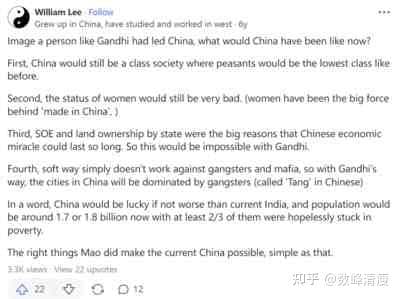 William Lee · Follow
Grew up in China, have studied and worked in west · 6y
Image a person like Gandhi had led China, what would China have been like now?
First, China would still be a class society where peasants would be the lowest class like
before.
Second, the status of women would still be very bad. (women have been the big force
behind 'made in China'. )
Third, SOE and land ownership by state were the big reasons that Chinese economic
miracle could last so long. So this would be impossible with Gandhi.
Fourth, soft way simply doesn't work against gangsters and mafia, so with Gandhi's
way, the cities in China will be dominated by gangsters (called 'Tang' in Chinese)
In a word, China would be lucky if not worse than current India, and population would
be around 1.7 or 1.8 billion now with at least 2/3 of them were hopelessly stuck in
poverty.
The right things Mao did make the current China possible, simple as that.
3.3K views · View 22 upvotes
22
12
知乎 @数峰清瘦